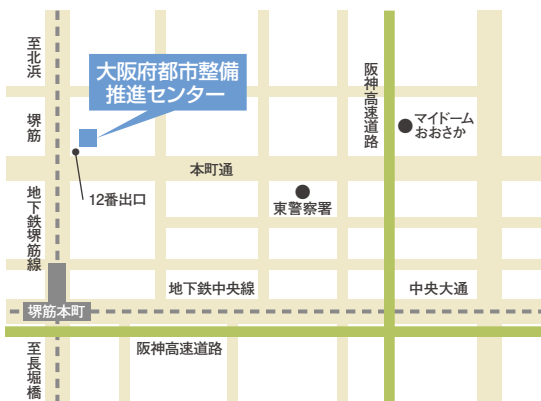 至北浜
堺筋
大阪府都市整備
推進センター
阪神高速道路
マイドーム
おおさか
本町通
12番出口
東警察署
地下鉄堺筋線
地下鉄中央線
中央大通
堺筋本町
阪神高速道路
至長堀橋